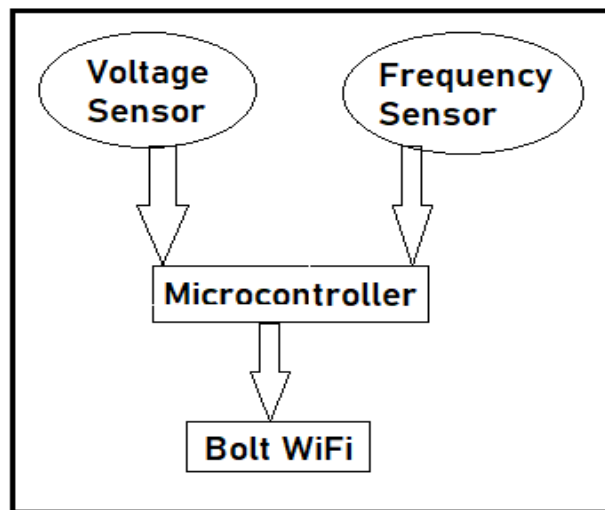 Voltage
Sensor
Frequency
Sensor
Microcontroller
Bolt WiFi